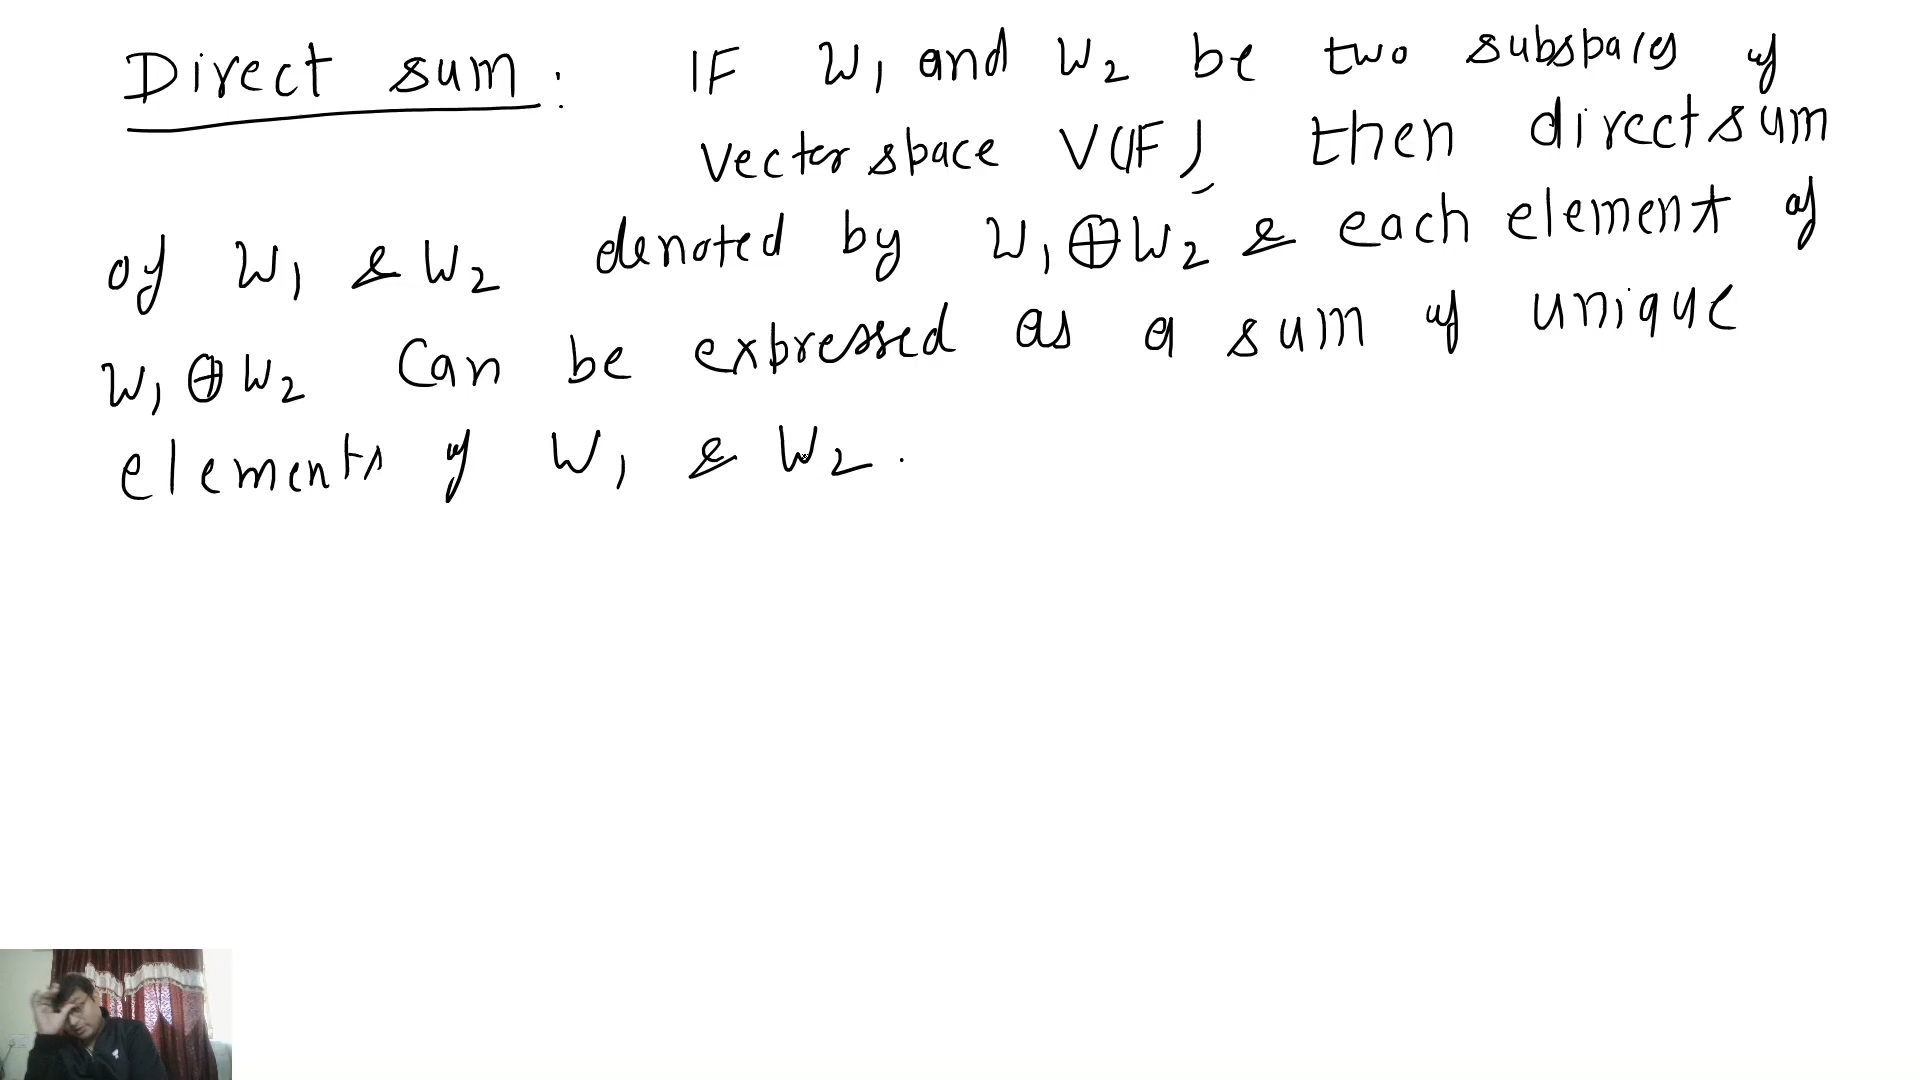 Direct sum : IF W1 and W2 be two subspaces of
vector space V(F) then direct sum
of W1 & W2 denoted by W1⊕W2 & each element of
W1⊕W2 can be expressed as a sum of unique
elements of W1 & W2.